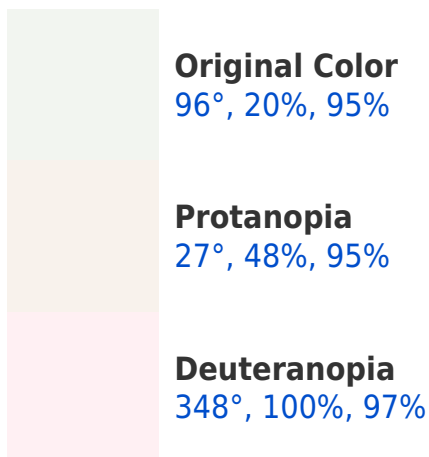 Original Color
96°, 20%, 95%
Protanopia
27°, 48%, 95%
Deuteranopia
348°, 100%, 97%